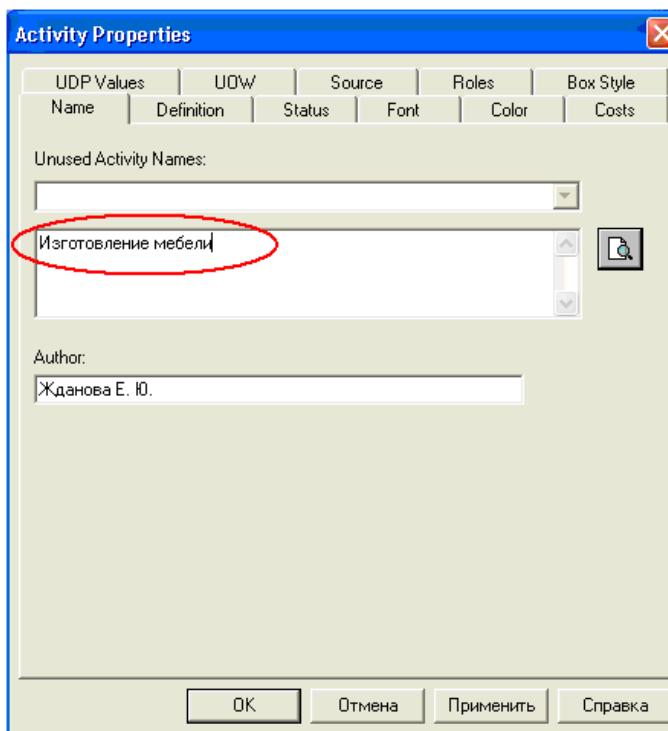 Activity Properties
UDP Values UOW Source Roles Box Style
Name Definition Status Font Color Costs
Unused Activity Names:
Изготовление мебели
Author:
Жданова Е. Ю.
OK Отмена Применить Справка